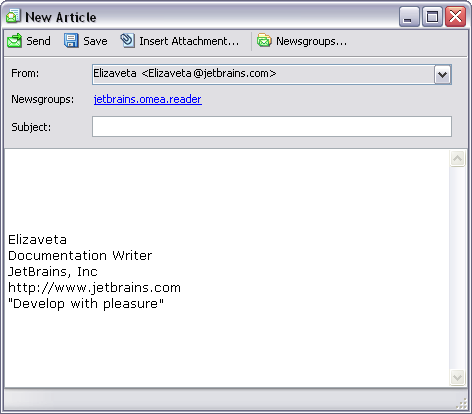 New Article
Send Save Insert Attachment... Newsgroups...
From: Elizaveta <Elizaveta@jetbrains.com>
Newsgroups: jetbrains.omea.reader
Subject:
Elizaveta
Documentation Writer
JetBrains, Inc
http://www.jetbrains.com
"Develop with pleasure"